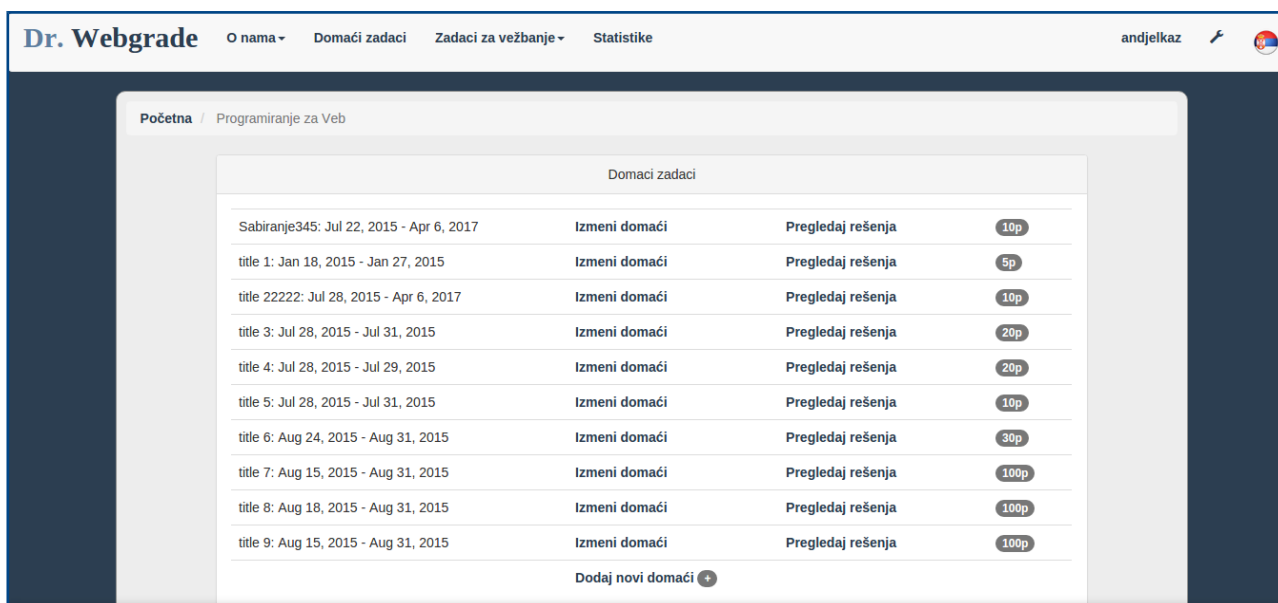 Dr. Webgrade O nama Domaći zadaci Zadaci za vežbanje Statistike andjelkaz
Početna / Programiranje za Veb
Domaci zadaci
Sabiranje345: Jul 22, 2015 - Apr 6, 2017 Izmeni domaći Pregledaj rešenja 10p
title 1: Jan 18, 2015 - Jan 27, 2015 Izmeni domaći Pregledaj rešenja 5p
title 22222: Jul 28, 2015 - Apr 6, 2017 Izmeni domaći Pregledaj rešenja 10p
title 3: Jul 28, 2015 - Jul 31, 2015 Izmeni domaći Pregledaj rešenja 20p
title 4: Jul 28, 2015 - Jul 29, 2015 Izmeni domaći Pregledaj rešenja 20p
title 5: Jul 28, 2015 - Jul 31, 2015 Izmeni domaći Pregledaj rešenja 10p
title 6: Aug 24, 2015 - Aug 31, 2015 Izmeni domaći Pregledaj rešenja 30p
title 7: Aug 15, 2015 - Aug 31, 2015 Izmeni domaći Pregledaj rešenja 100p
title 8: Aug 18, 2015 - Aug 31, 2015 Izmeni domaći Pregledaj rešenja 100p
title 9: Aug 15, 2015 - Aug 31, 2015 Izmeni domaći Pregledaj rešenja 100p
Dodaj novi domaći +